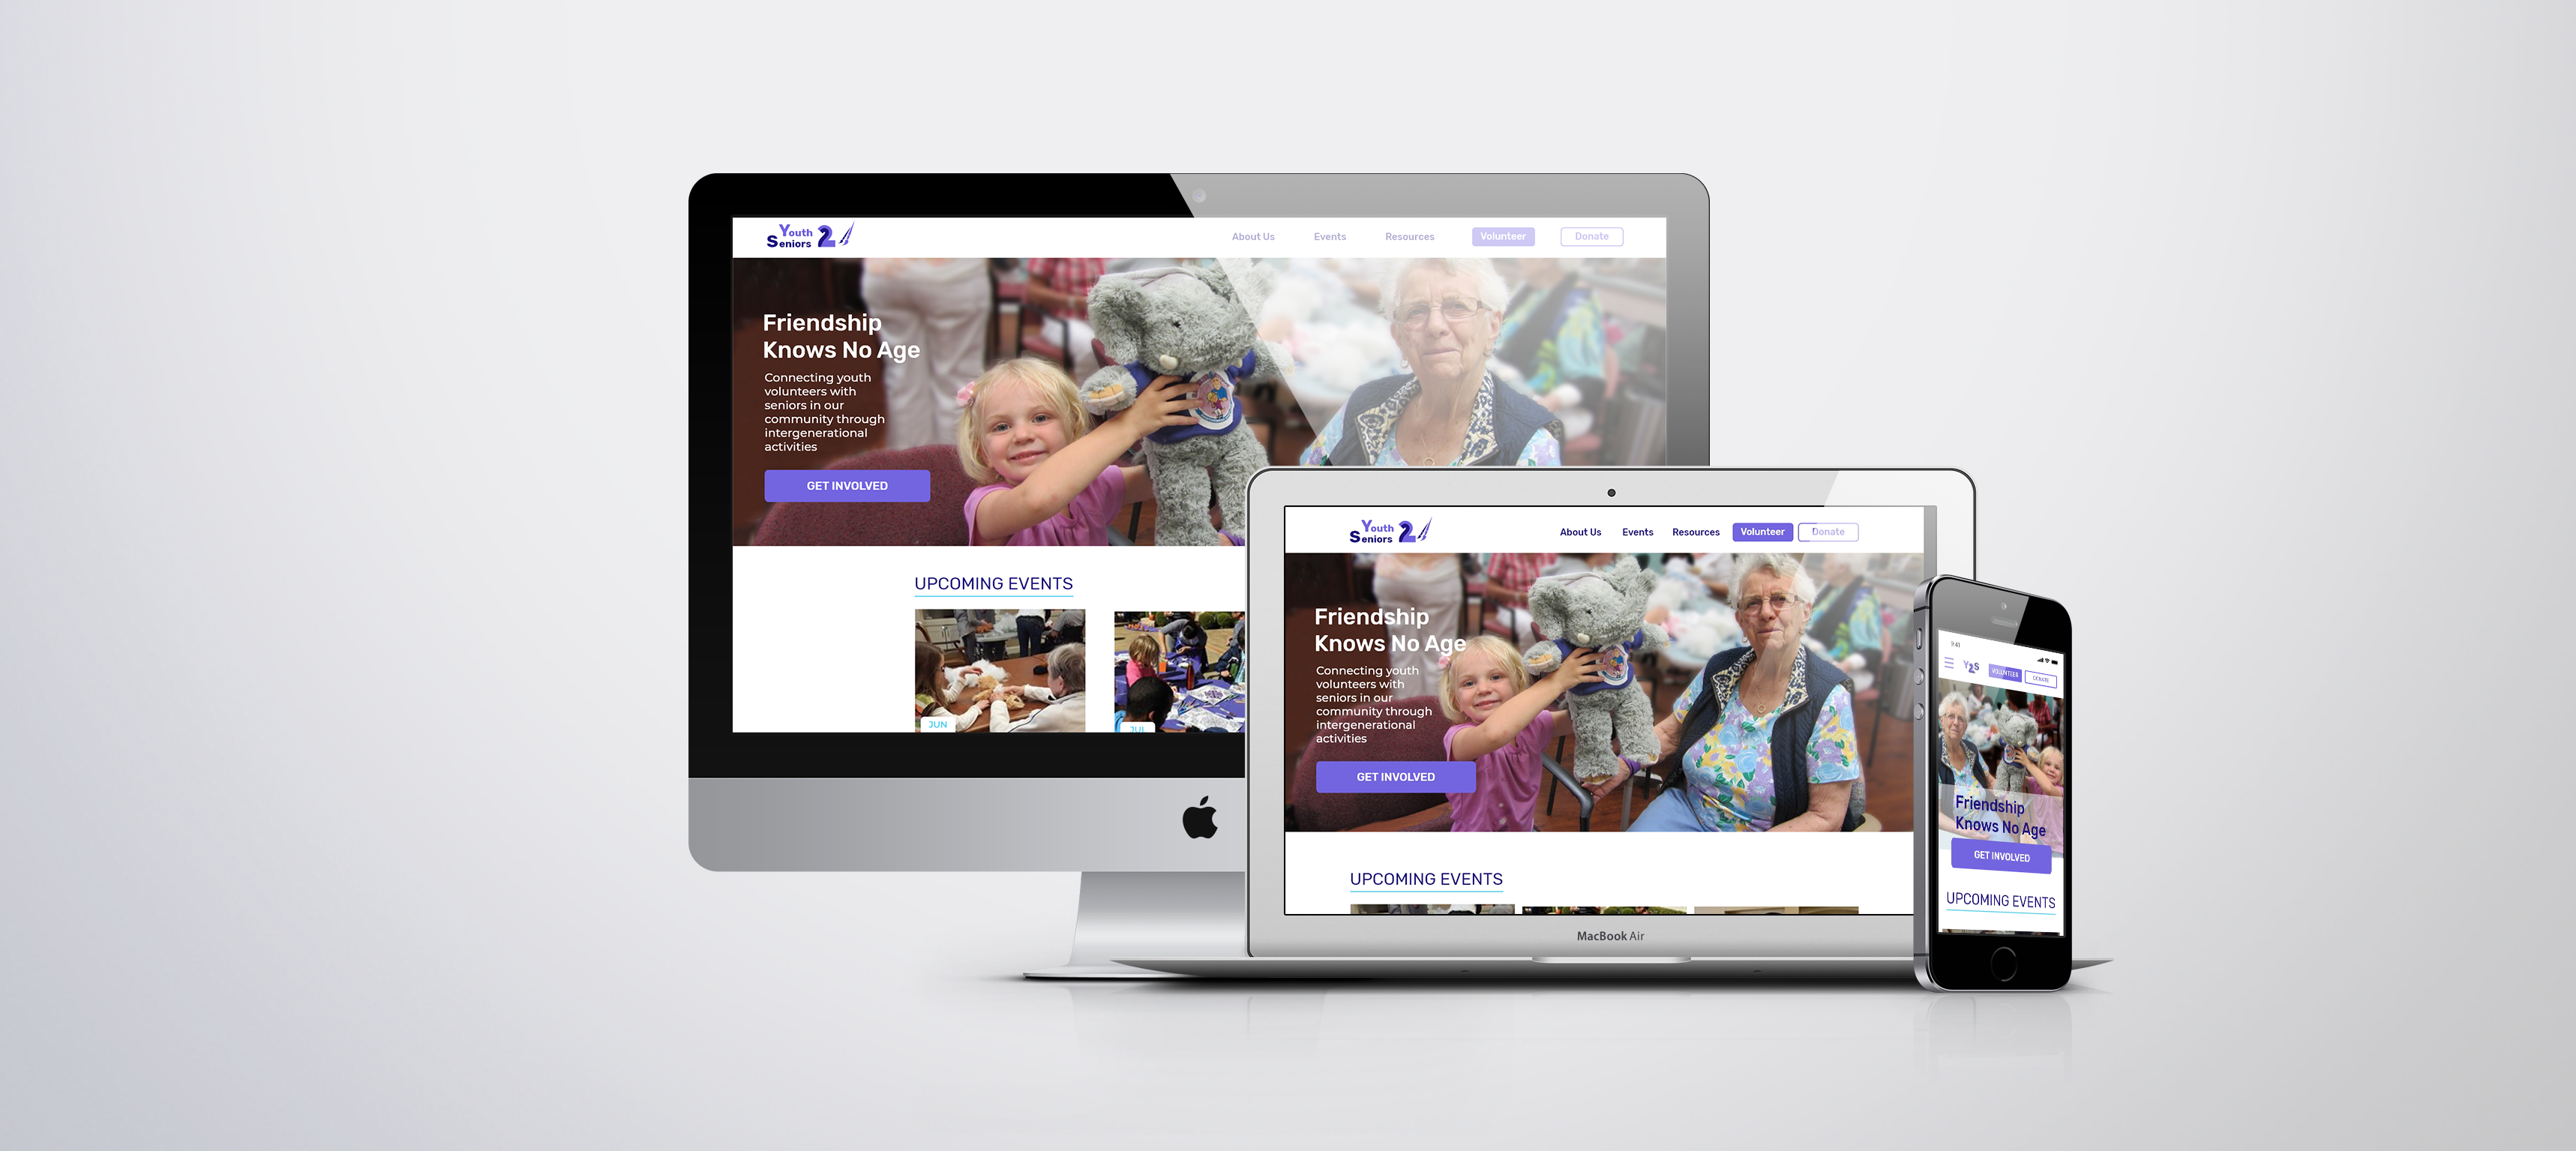 Youth
Seniors 2
About Us Events Resources Volunteer Donate
Friendship
Knows No Age
Connecting youth
volunteers with
seniors in our
community through
intergenerational
activities
GET INVOLVED
UPCOMING EVENTS
JUN
JUL
Youth
Seniors 2
About Us Events Resources Volunteer Donate
Friendship
Knows No Age
Connecting youth
volunteers with
seniors in our
community through
intergenerational
activities
GET INVOLVED
UPCOMING EVENTS
MacBook Air
9:41
Y2S VOLUNTEER DONATE
Friendship
Knows No Age
GET INVOLVED
UPCOMING EVENTS